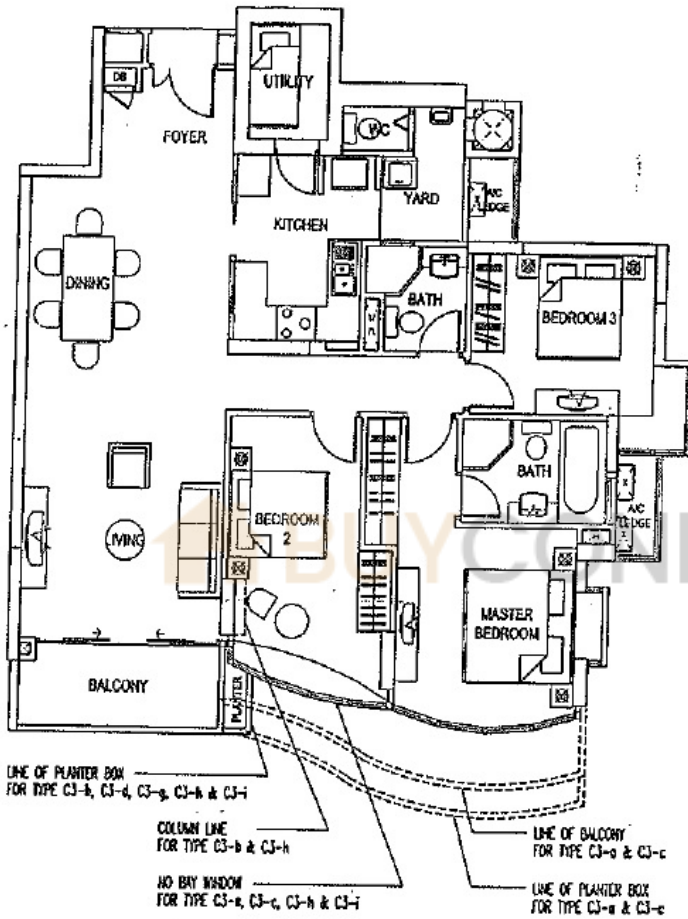 DB
FOYER
UTILITY
WC
YARD
A/C
LEDGE
KITCHEN
DINING
BATH
BEDROOM 3
BATH
A/C
LEDGE
BEDROOM
2
LIVING
BUYCON
MASTER
BEDROOM
BALCONY
PLANTER
LINE OF PLANTER BOX
FOR TYPE C3-b, C3-d, C3-g, C3-h & C3-i
COLUMN LINE
FOR TYPE C3-b & C3-h
NO BAY WINDOW
FOR TYPE C3-a, C3-c, C3-h & C3-i
LINE OF BALCONY
FOR TYPE C3-a & C3-c
LINE OF PLANTER BOX
FOR TYPE C3-a & C3-c